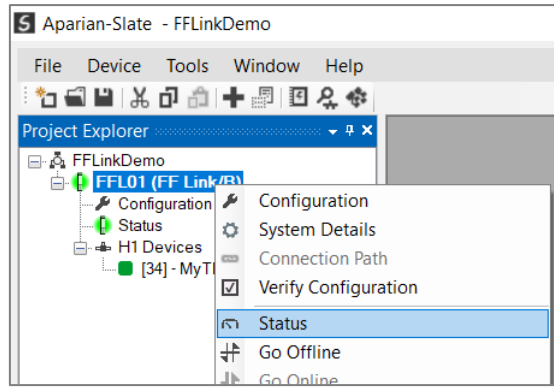 S Aparian-Slate - FFLinkDemo
File Device Tools Window Help
Project Explorer
FFLinkDemo
FFL01 (FF Link/B)
Configuration
Status
H1 Devices
[34] - MyTI
Configuration
System Details
Connection Path
Verify Configuration
Status
Go Offline
Go Online